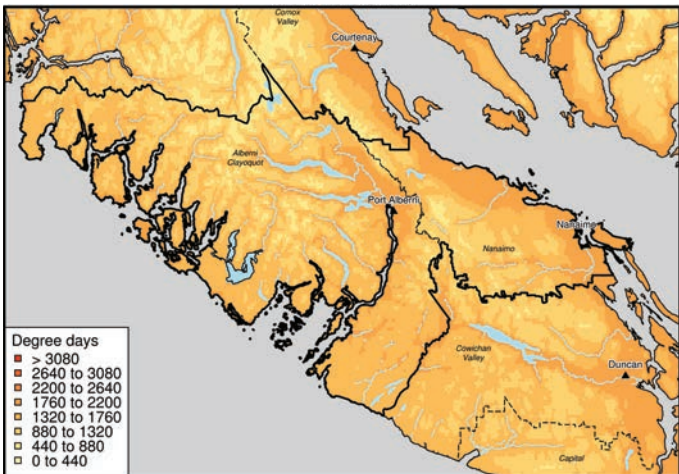 Comox
Valley
Courtenay
Alberni
Clayoquot
Port Alberni
Nanaimo
Nanaimo
Cowichan
Valley
Duncan
Capital
Degree days
> 3080
2640 to 3080
2200 to 2640
1760 to 2200
1320 to 1760
880 to 1320
440 to 880
0 to 440